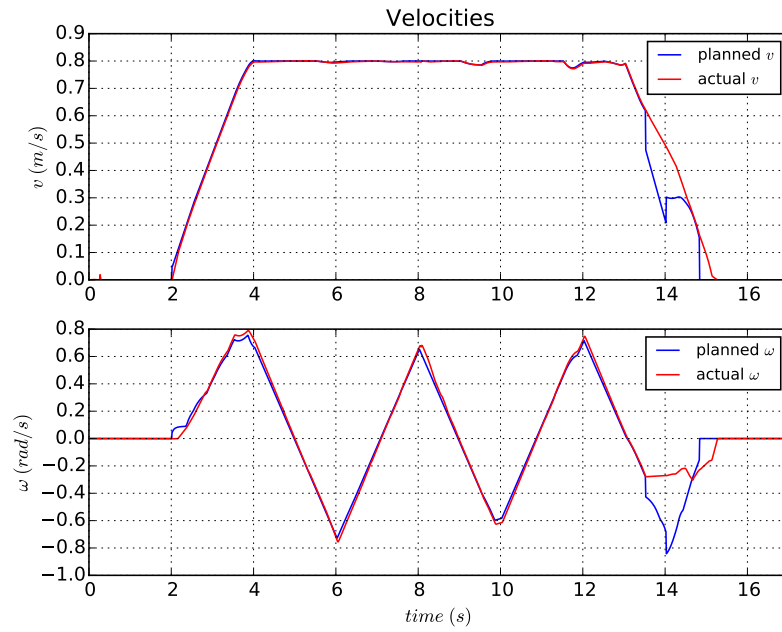 Velocities
0.9
0.8
0.7
0.6
0.5
0.4
0.3
0.2
0.1
0.0
v (m/s)
planned v
actual v
0 2 4 6 8 10 12 14 16
0.8
0.6
0.4
0.2
0.0
−0.2
−0.4
−0.6
−0.8
−1.0
ω (rad/s)
planned ω
actual ω
0 2 4 6 8 10 12 14 16
time (s)